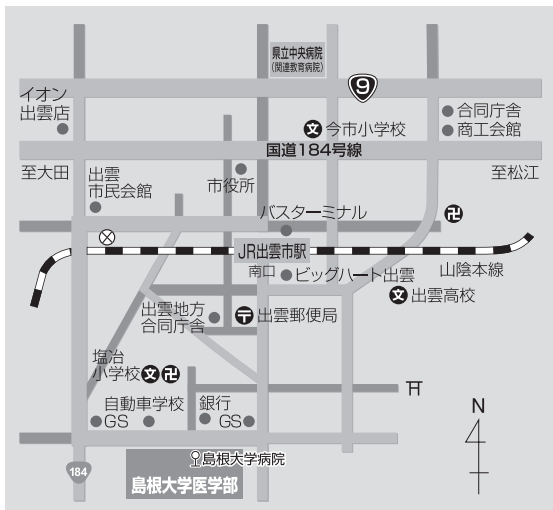 県立中央病院
(関連教育病院)
9
イオン
出雲店
合同庁舎
商工会館
文
今市小学校
国道184号線
至大田
出雲
市民会館
市役所
至松江
バスターミナル
卍
JR出雲市駅
南口
ビッグハート出雲
山陰本線
文
出雲高校
出雲地方
合同庁舎
〒
出雲郵便局
塩冶
小学校
文
卍
自動車学校
銀行
GS
GS
N
島根大学病院
184
島根大学医学部